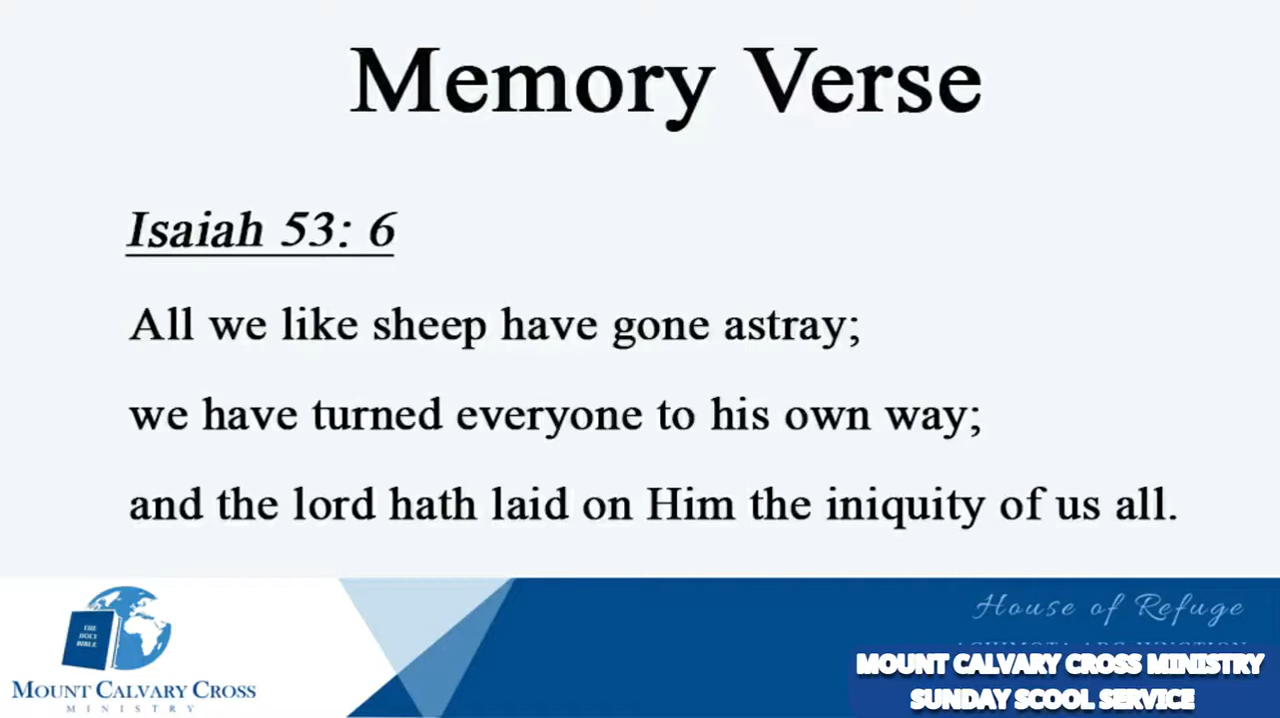 Memory Verse
Isaiah 53: 6
All we like sheep have gone astray;
we have turned everyone to his own way;
and the lord hath laid on Him the iniquity of us all.
THE
HOLY
BIBLE
MOUNT CALVARY CROSS
MINISTRY
House of Refuge
MOUNT CALVARY CROSS MINISTRY
SUNDAY SCOOL SERVICE